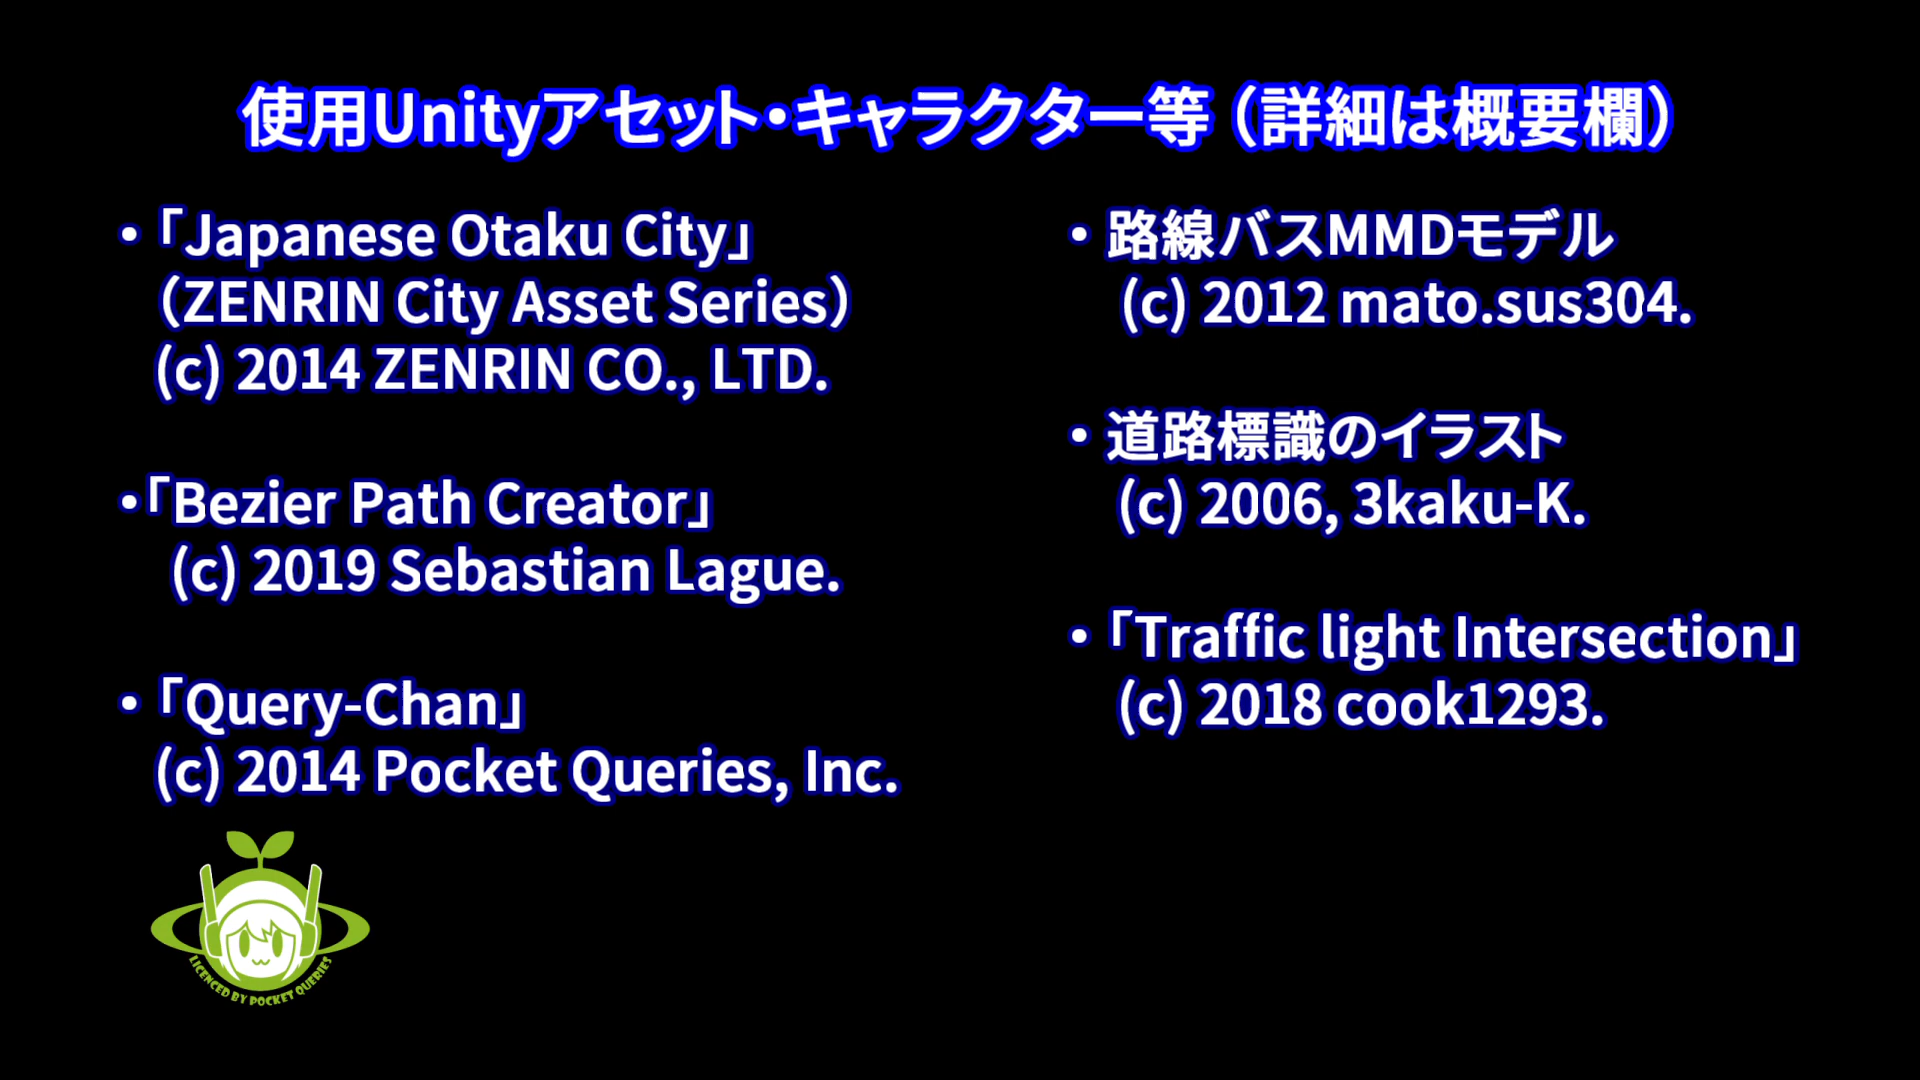 使用Unityアセット・キャラクター等（詳細は概要欄）
・「Japanese Otaku City」
（ZENRIN City Asset Series）
(c) 2014 ZENRIN CO., LTD.
・「Bezier Path Creator」
(c) 2019 Sebastian Lague.
・「Query-Chan」
(c) 2014 Pocket Queries, Inc.
LICENCED BY POCKET QUERIES
・ 路線バスMMDモデル
(c) 2012 mato.sus304.
・ 道路標識のイラスト
(c) 2006, 3kaku-K.
・「Traffic light Intersection」
(c) 2018 cook1293.